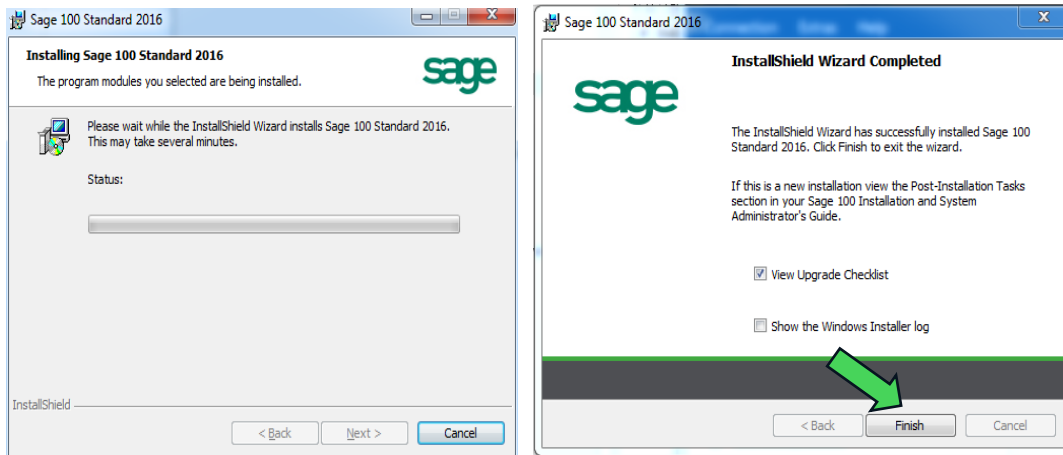 Sage 100 Standard 2016
Installing Sage 100 Standard 2016
The program modules you selected are being installed.
sage
Please wait while the InstallShield Wizard installs Sage 100 Standard 2016.
This may take several minutes.
Status:
InstallShield
< Back
Next >
Cancel
Sage 100 Standard 2016
InstallShield Wizard Completed
sage
The InstallShield Wizard has successfully installed Sage 100
Standard 2016. Click Finish to exit the wizard.
If this is a new installation view the Post-Installation Tasks
section in your Sage 100 Installation and System
Administrator's Guide.
View Upgrade Checklist
Show the Windows Installer log
< Back
Finish
Cancel